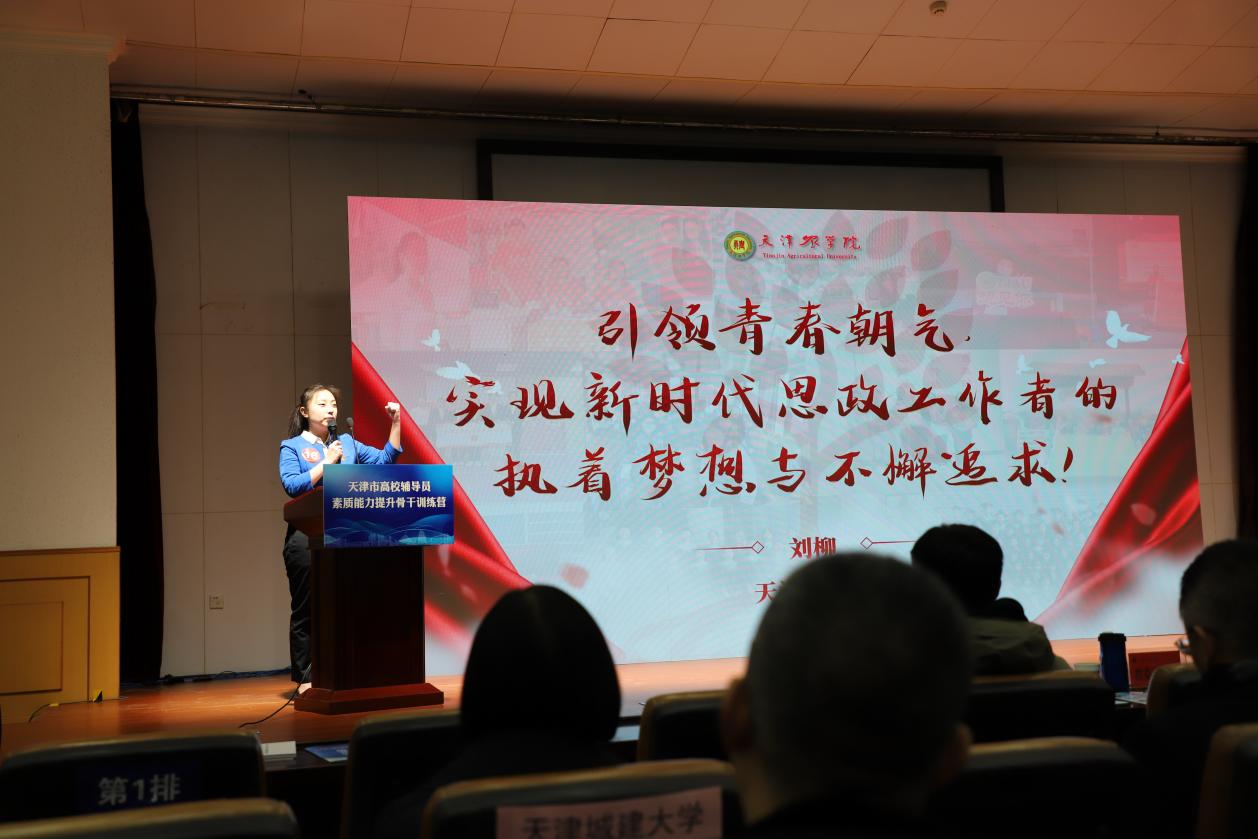 天津农学院
Tianjin Agricultural University
引领青春朝气,
实现新时代思政工作者的
执着梦想与不懈追求!
刘柳
天津市高校辅导员
素质能力提升骨干训练营
第1排
天津城建大学